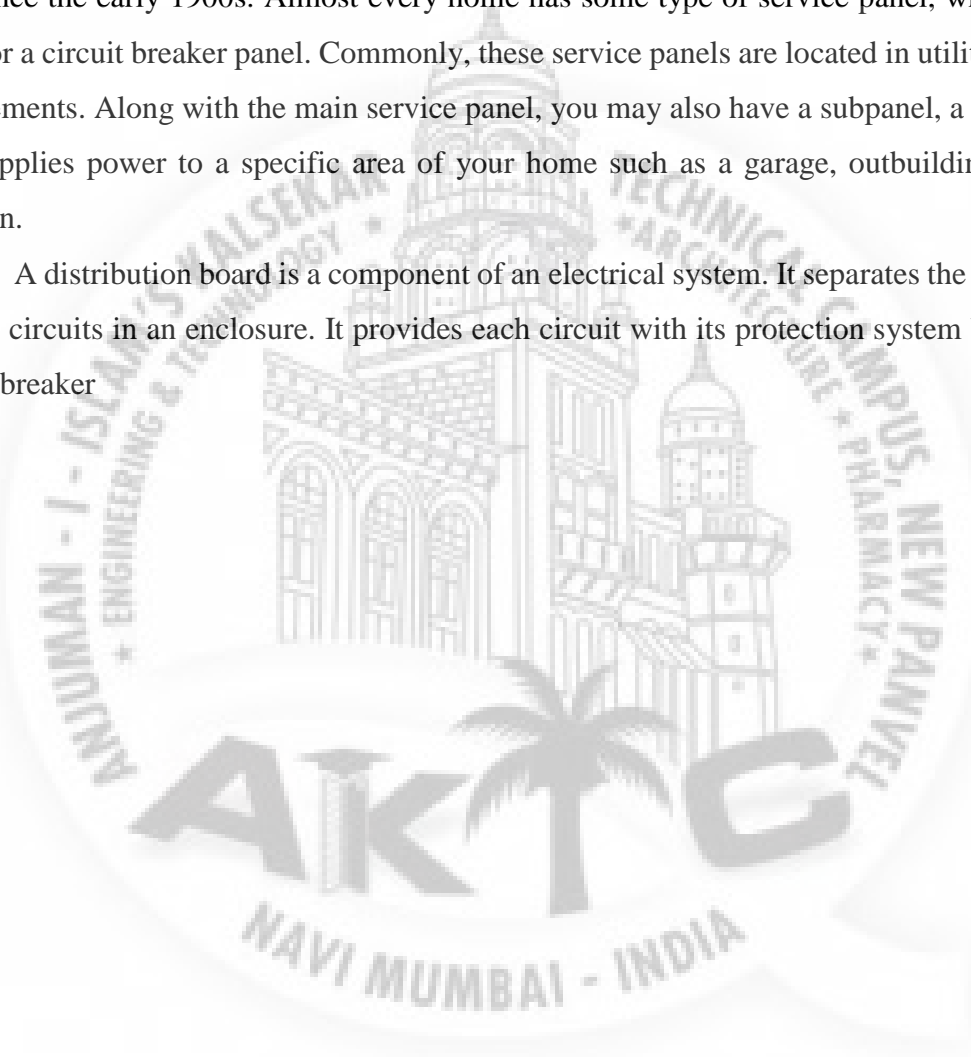 nce the early 1900s. Almost every home has some type of service panel, wi
or a circuit breaker panel. Commonly, these service panels are located in utilit
ements. Along with the main service panel, you may also have a subpanel, a
upplies power to a specific area of your home such as a garage, outbuildin
n.
A distribution board is a component of an electrical system. It separates the
circuits in an enclosure. It provides each circuit with its protection system
breaker
ANJUMAN - I - ISLAM'S KALSEKAR TECHNICAL CAMPUS, NEW PANVEL
* ENGINEERING & TECHNOLOGY * *ARCHITECTURE * PHARMACY*
AKTC
NAVI MUMBAI - INDIA